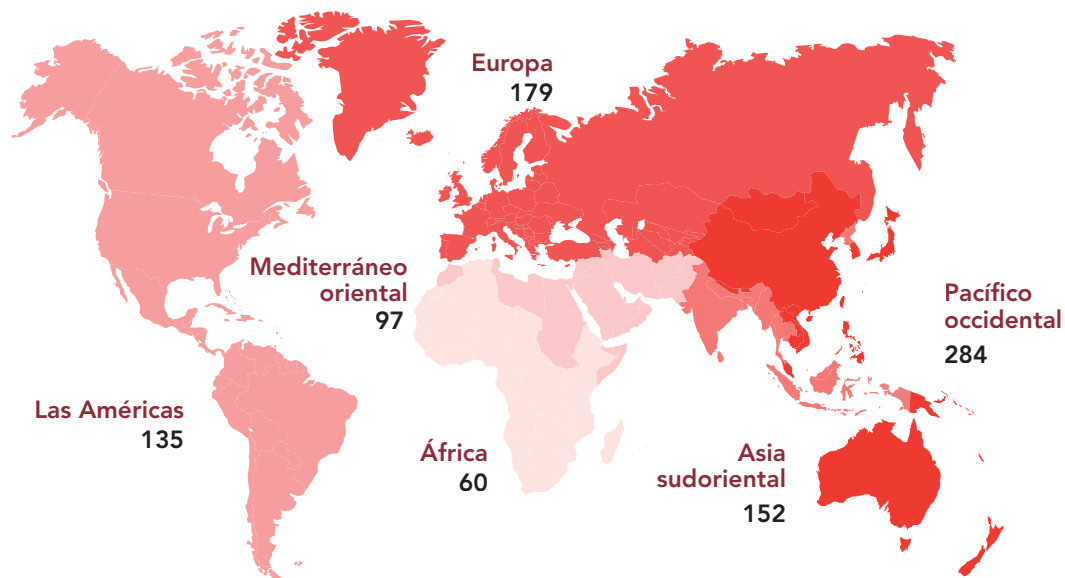 Europa
179
Mediterráneo
oriental
97
Pacífico
occidental
284
Las Américas
135
África
60
Asia
sudoriental
152